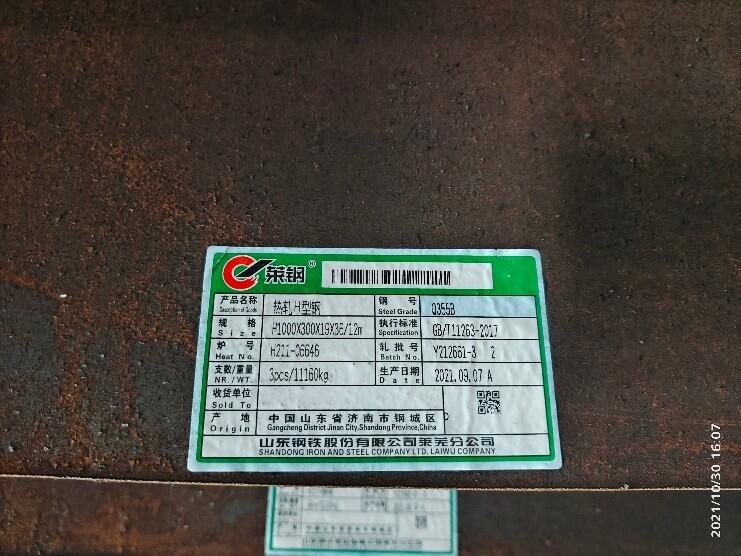 莱钢®
产品名称 热轧H型钢 钢号 Q355B
Description of Goods Steel Grade
规格 H1000X300X19X36/12m 执行标准 GB/T11263-2017
Size Specification
炉号 H211-06646 轧批号 Y212661-3 2
Heat No. Batch No.
支数/重量 3pcs/11160kg 生产日期 2021.09.07 A
NR./WT. Date
收货单位
Sold To
产地 中国山东省济南市钢城区
Origin Gangcheng District Jinan City,Shandong Province,China
山东钢铁股份有限公司莱芜分公司
SHANDONG IRON AND STEEL COMPANY LTD. LAIWU COMPANY
2021/10/30 16:07